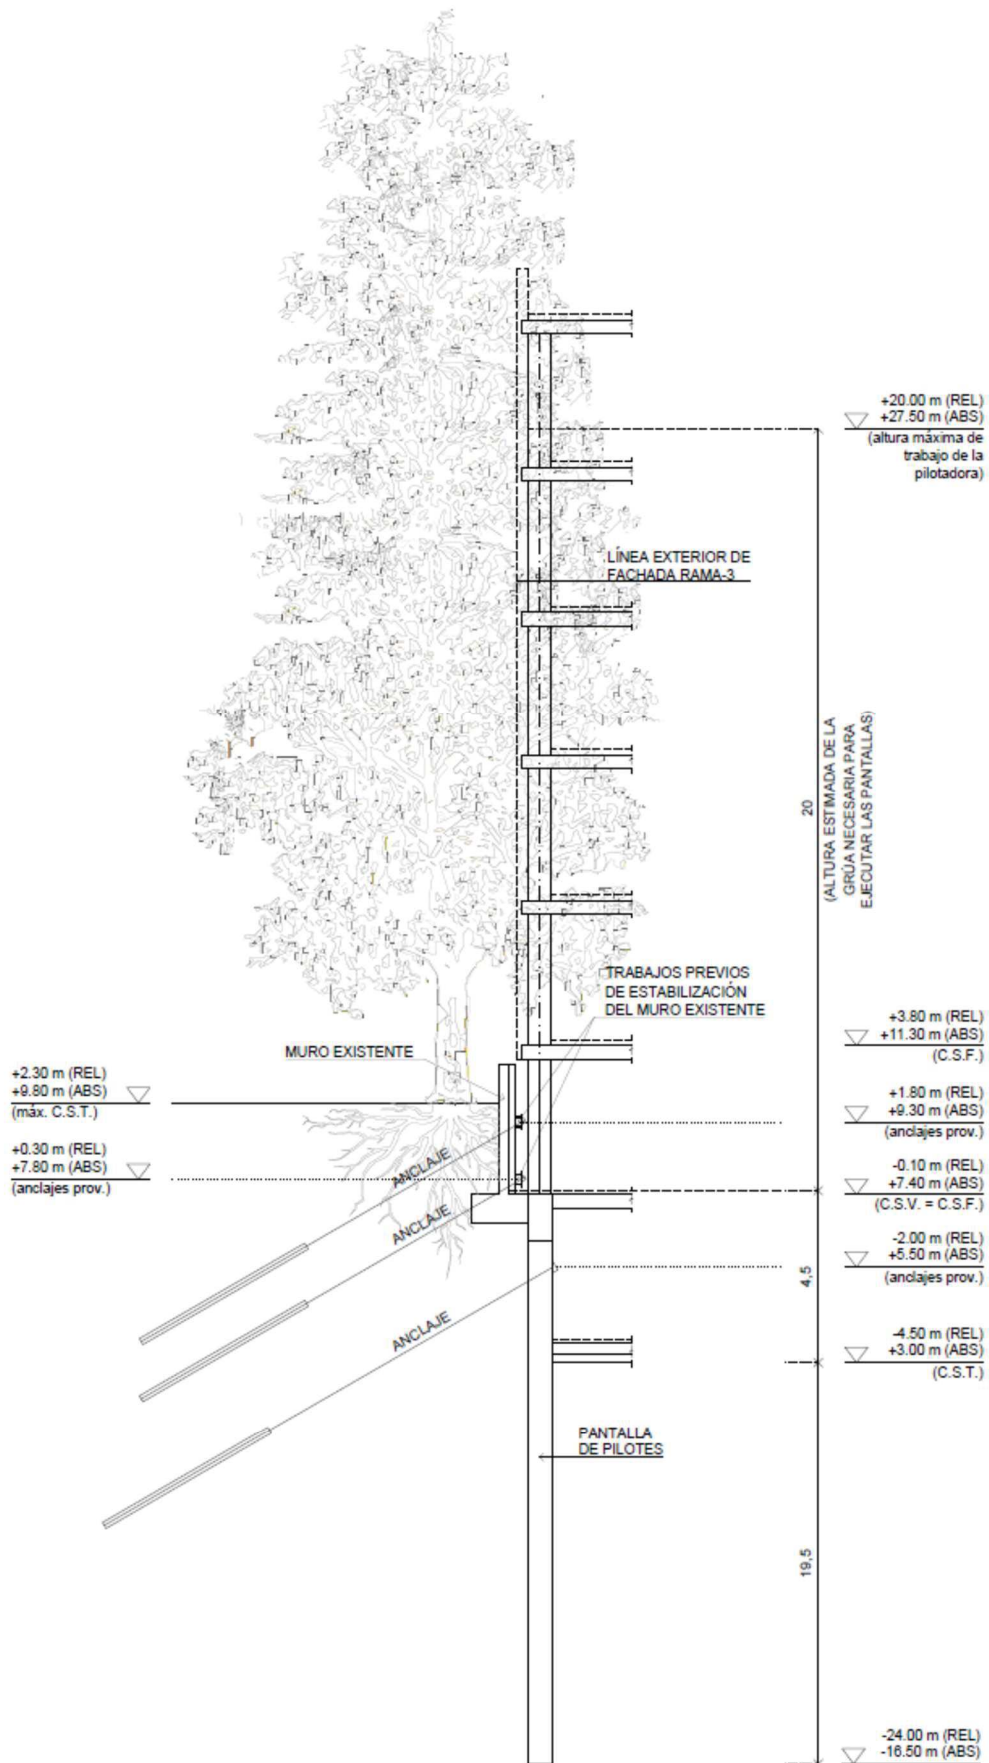 +20.00 m (REL)
+27.50 m (ABS)
(altura máxima de
trabajo de la
pilotadora)
LÍNEA EXTERIOR DE
FACHADA RAMA-3
20
(ALTURA ESTIMADA DE LA
GRÚA NECESARIA PARA
EJECUTAR LAS PANTALLAS)
TRABAJOS PREVIOS
DE ESTABILIZACIÓN
DEL MURO EXISTENTE
MURO EXISTENTE
+3.80 m (REL)
+11.30 m (ABS)
(C.S.F.)
+2.30 m (REL)
+9.80 m (ABS)
(máx. C.S.T.)
+1.80 m (REL)
+9.30 m (ABS)
(anclajes prov.)
+0.30 m (REL)
+7.80 m (ABS)
(anclajes prov.)
ANCLAJE
-0.10 m (REL)
+7.40 m (ABS)
(C.S.V. = C.S.F.)
ANCLAJE
-2.00 m (REL)
+5.50 m (ABS)
(anclajes prov.)
4,5
ANCLAJE
-4.50 m (REL)
+3.00 m (ABS)
(C.S.T.)
PANTALLA
DE PILOTES
19,5
-24.00 m (REL)
-16.50 m (ABS)